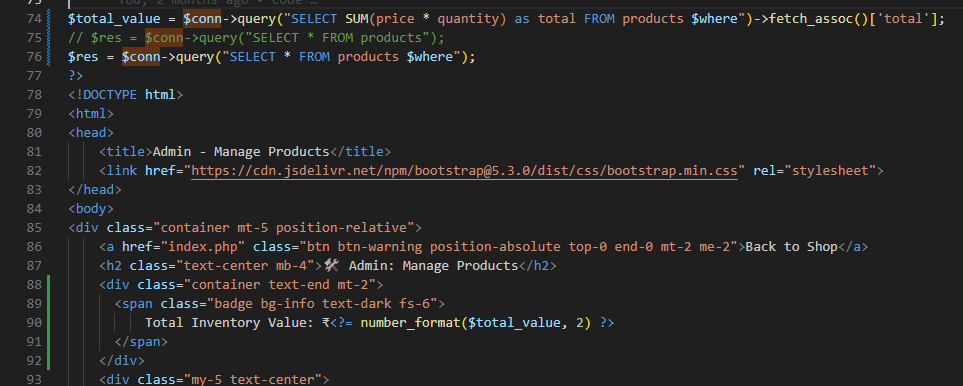 73 You, 2 months ago • code …
74 $total_value = $conn->query("SELECT SUM(price * quantity) as total FROM products $where")->fetch_assoc()['total'];
75 // $res = $conn->query("SELECT * FROM products");
76 $res = $conn->query("SELECT * FROM products $where");
77 ?>
78 <!DOCTYPE html>
79 <html>
80 <head>
81 <title>Admin - Manage Products</title>
82 <link href="https://cdn.jsdelivr.net/npm/bootstrap@5.3.0/dist/css/bootstrap.min.css" rel="stylesheet">
83 </head>
84 <body>
85 <div class="container mt-5 position-relative">
86 <a href="index.php" class="btn btn-warning position-absolute top-0 end-0 mt-2 me-2">Back to Shop</a>
87 <h2 class="text-center mb-4">🛠️ Admin: Manage Products</h2>
88 <div class="container text-end mt-2">
89 <span class="badge bg-info text-dark fs-6">
90 Total Inventory Value: ₹<?= number_format($total_value, 2) ?>
91 </span>
92 </div>
93 <div class="my-5 text-center">